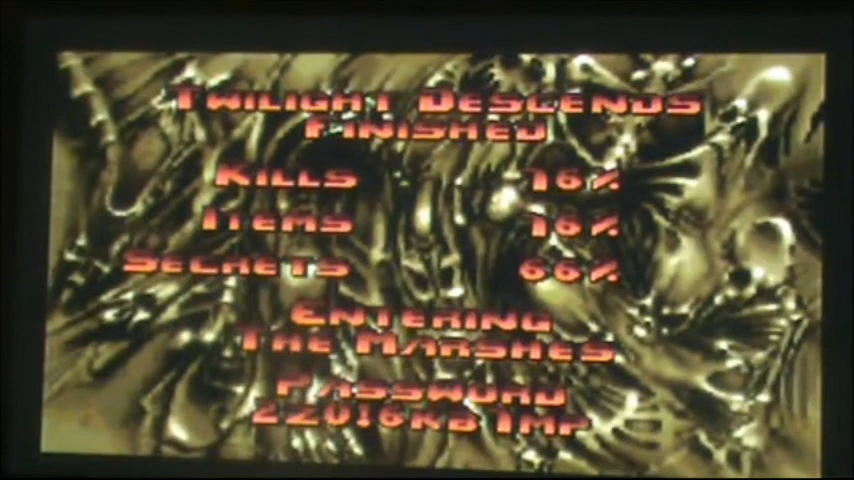 Twilight Descends
Finished
Kills 16%
Items 16%
Secrets 66%
Entering
The Marshes
Password